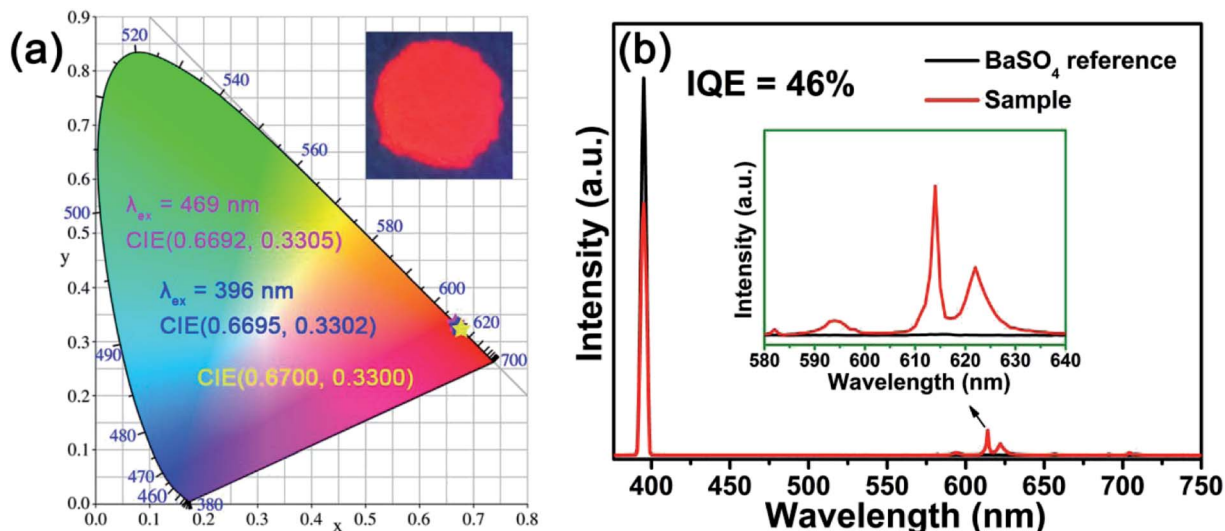 (a)
0.9
0.8
0.7
0.6
0.5
0.4
0.3
0.2
0.1
0.0
y
0.0 0.1 0.2 0.3 0.4 0.5 0.6 0.7 0.8
x
520
540
560
580
600
620
700
500
490
480
470
460
380
λex = 469 nm
CIE(0.6692, 0.3305)
λex = 396 nm
CIE(0.6695, 0.3302)
CIE(0.6700, 0.3300)
(b)
IQE = 46%
BaSO4 reference
Sample
Intensity (a.u.)
580 590 600 610 620 630 640
Wavelength (nm)
Intensity (a.u.)
400 450 500 550 600 650 700 750
Wavelength (nm)